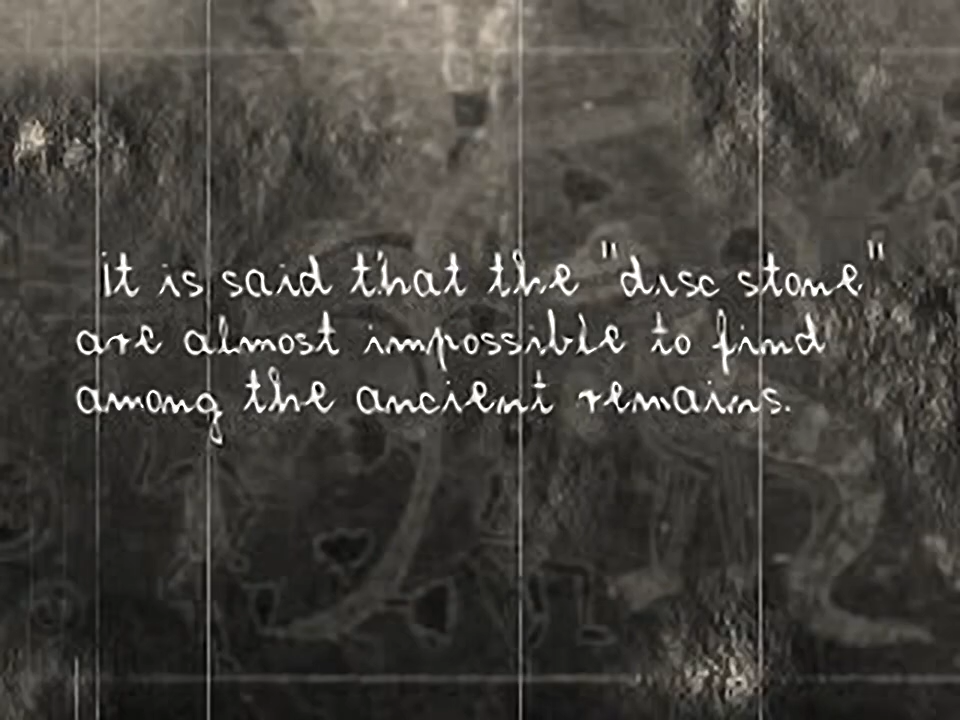 It is said that the "disc stone"
are almost impossible to find
among the ancient remains.